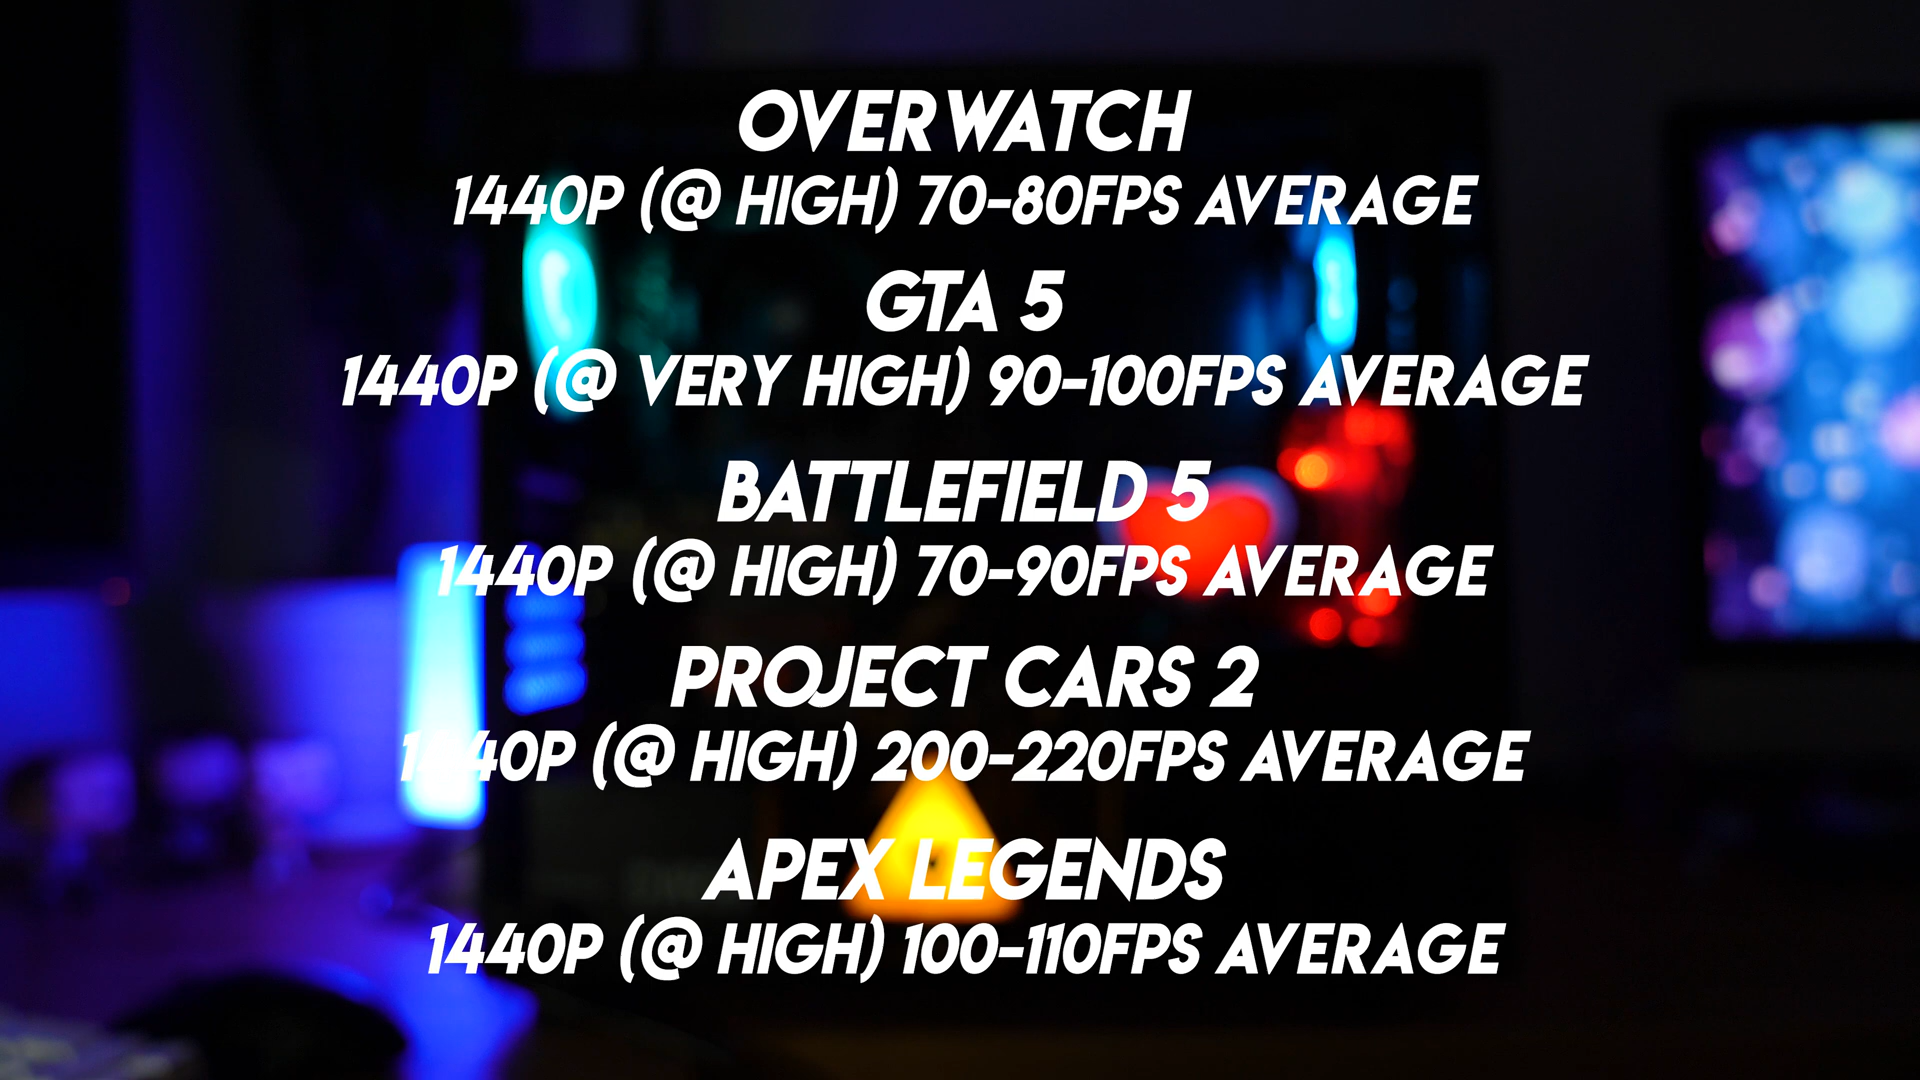 OVERWATCH
1440P (@ HIGH) 70-80FPS AVERAGE
GTA 5
1440P (@ VERY HIGH) 90-100FPS AVERAGE
BATTLEFIELD 5
1440P (@ HIGH) 70-90FPS AVERAGE
PROJECT CARS 2
1440P (@ HIGH) 200-220FPS AVERAGE
APEX LEGENDS
1440P (@ HIGH) 100-110FPS AVERAGE